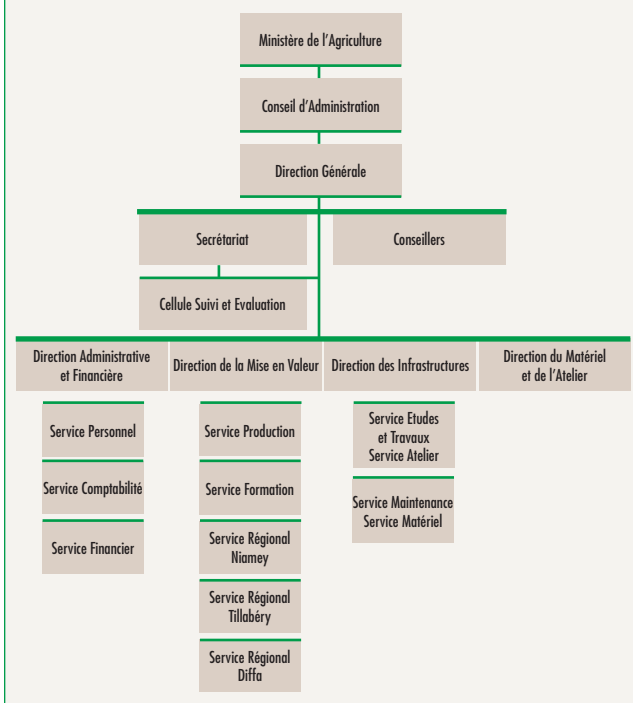 Ministère de l'Agriculture
Conseil d'Administration
Direction Générale
Secrétariat
Conseillers
Cellule Suivi et Evaluation
Direction Administrative
et Financière
Direction de la Mise en Valeur
Direction des Infrastructures
Direction du Matériel
et de l'Atelier
Service Personnel
Service Comptabilité
Service Financier
Service Production
Service Formation
Service Régional
Niamey
Service Régional
Tillabéry
Service Régional
Diffa
Service Etudes
et Travaux
Service Atelier
Service Maintenance
Service Matériel